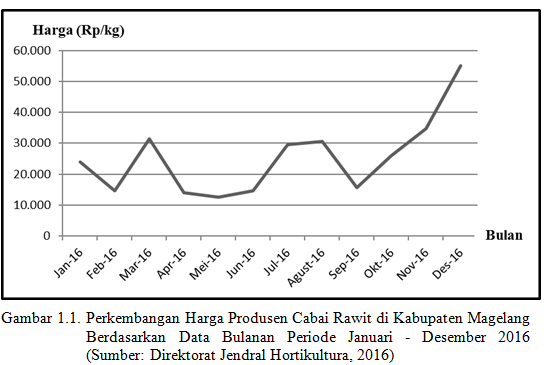 Harga (Rp/kg)
60.000
50.000
40.000
30.000
20.000
10.000
0
Bulan
Jan-16
Feb-16
Mar-16
Apr-16
Mei-16
Jun-16
Jul-16
Agust-16
Sep-16
Okt-16
Nov-16
Des-16
Gambar 1.1. Perkembangan Harga Produsen Cabai Rawit di Kabupaten Magelang
Berdasarkan Data Bulanan Periode Januari - Desember 2016
(Sumber: Direktorat Jendral Hortikultura, 2016)